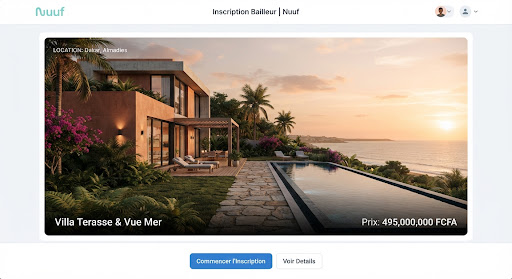 Nuuf
Inscription Bailleur | Nuuf
LOCATION: Dakar, Almadies
Villa Terasse & Vue Mer
Prix: 495,000,000 FCFA
Commencer l'Inscription
Voir Details